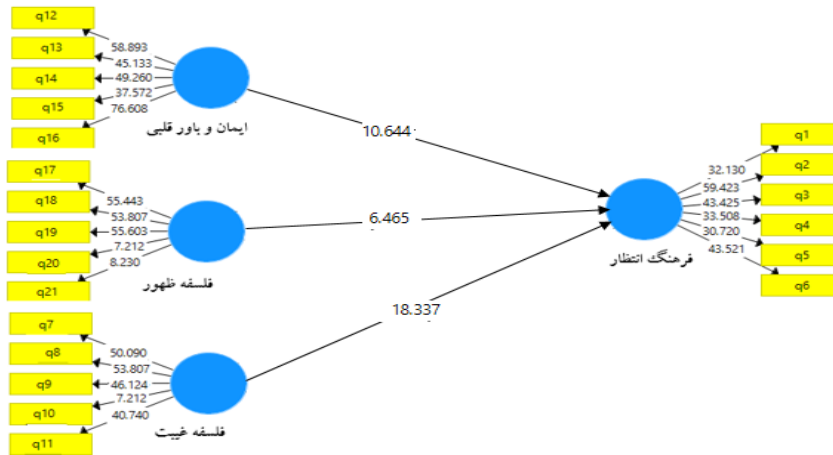 q12
q13
q14
q15
q16
58.893
45.133
49.260
37.572
76.608
ایمان و باور قلبی
10.644
q17
q18
q19
q20
q21
55.443
53.807
55.603
7.212
8.230
فلسفه ظهور
6.465
q7
q8
q9
q10
q11
50.090
53.807
46.124
7.212
40.740
فلسفه غیبت
18.337
q1
q2
q3
q4
q5
q6
32.130
59.423
43.425
33.508
30.720
43.521
فرهنگ انتظار